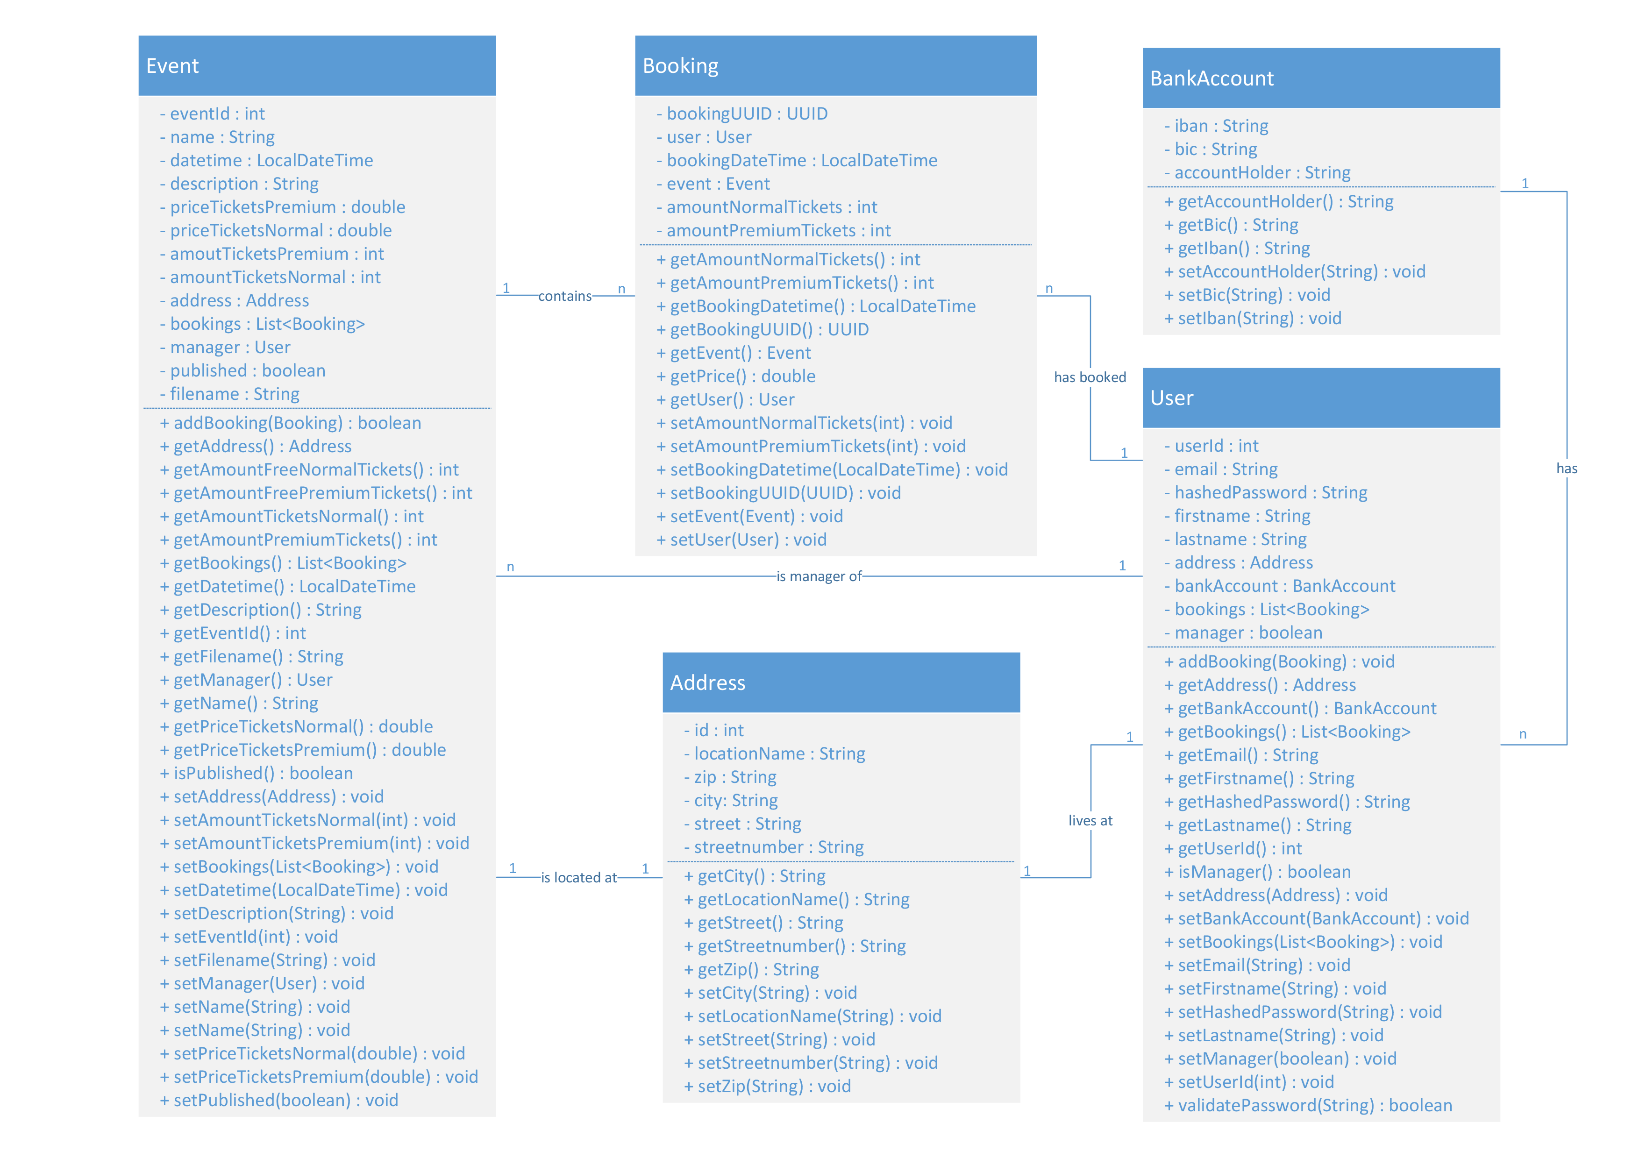 Event
- eventId : int
- name : String
- datetime : LocalDateTime
- description : String
- priceTicketsPremium : double
- priceTicketsNormal : double
- amoutTicketsPremium : int
- amountTicketsNormal : int
- address : Address
- bookings : List<Booking>
- manager : User
- published : boolean
- filename : String
+ addBooking(Booking) : boolean
+ getAddress() : Address
+ getAmountFreeNormalTickets() : int
+ getAmountFreePremiumTickets() : int
+ getAmountTicketsNormal() : int
+ getAmountPremiumTickets() : int
+ getBookings() : List<Booking>
+ getDatetime() : LocalDateTime
+ getDescription() : String
+ getEventId() : int
+ getFilename() : String
+ getManager() : User
+ getName() : String
+ getPriceTicketsNormal() : double
+ getPriceTicketsPremium() : double
+ isPublished() : boolean
+ setAddress(Address) : void
+ setAmountTicketsNormal(int) : void
+ setAmountTicketsPremium(int) : void
+ setBookings(List<Booking>) : void
+ setDatetime(LocalDateTime) : void
+ setDescription(String) : void
+ setEventId(int) : void
+ setFilename(String) : void
+ setManager(User) : void
+ setName(String) : void
+ setName(String) : void
+ setPriceTicketsNormal(double) : void
+ setPriceTicketsPremium(double) : void
+ setPublished(boolean) : void
1 contains n
Booking
- bookingUUID : UUID
- user : User
- bookingDateTime : LocalDateTime
- event : Event
- amountNormalTickets : int
- amountPremiumTickets : int
+ getAmountNormalTickets() : int
+ getAmountPremiumTickets() : int
+ getBookingDatetime() : LocalDateTime
+ getBookingUUID() : UUID
+ getEvent() : Event
+ getPrice() : double
+ getUser() : User
+ setAmountNormalTickets(int) : void
+ setAmountPremiumTickets(int) : void
+ setBookingDatetime(LocalDateTime) : void
+ setBookingUUID(UUID) : void
+ setEvent(Event) : void
+ setUser(User) : void
n
has booked
1
n is manager of 1
1 is located at 1
Address
- id : int
- locationName : String
- zip : String
- city: String
- street : String
- streetnumber : String
+ getCity() : String
+ getLocationName() : String
+ getStreet() : String
+ getStreetnumber() : String
+ getZip() : String
+ setCity(String) : void
+ setLocationName(String) : void
+ setStreet(String) : void
+ setStreetnumber(String) : void
+ setZip(String) : void
1
lives at
1
BankAccount
- iban : String
- bic : String
- accountHolder : String
+ getAccountHolder() : String
+ getBic() : String
+ getIban() : String
+ setAccountHolder(String) : void
+ setBic(String) : void
+ setIban(String) : void
1
has
n
User
- userId : int
- email : String
- hashedPassword : String
- firstname : String
- lastname : String
- address : Address
- bankAccount : BankAccount
- bookings : List<Booking>
- manager : boolean
+ addBooking(Booking) : void
+ getAddress() : Address
+ getBankAccount() : BankAccount
+ getBookings() : List<Booking>
+ getEmail() : String
+ getFirstname() : String
+ getHashedPassword() : String
+ getLastname() : String
+ getUserId() : int
+ isManager() : boolean
+ setAddress(Address) : void
+ setBankAccount(BankAccount) : void
+ setBookings(List<Booking>) : void
+ setEmail(String) : void
+ setFirstname(String) : void
+ setHashedPassword(String) : void
+ setLastname(String) : void
+ setManager(boolean) : void
+ setUserId(int) : void
+ validatePassword(String) : boolean